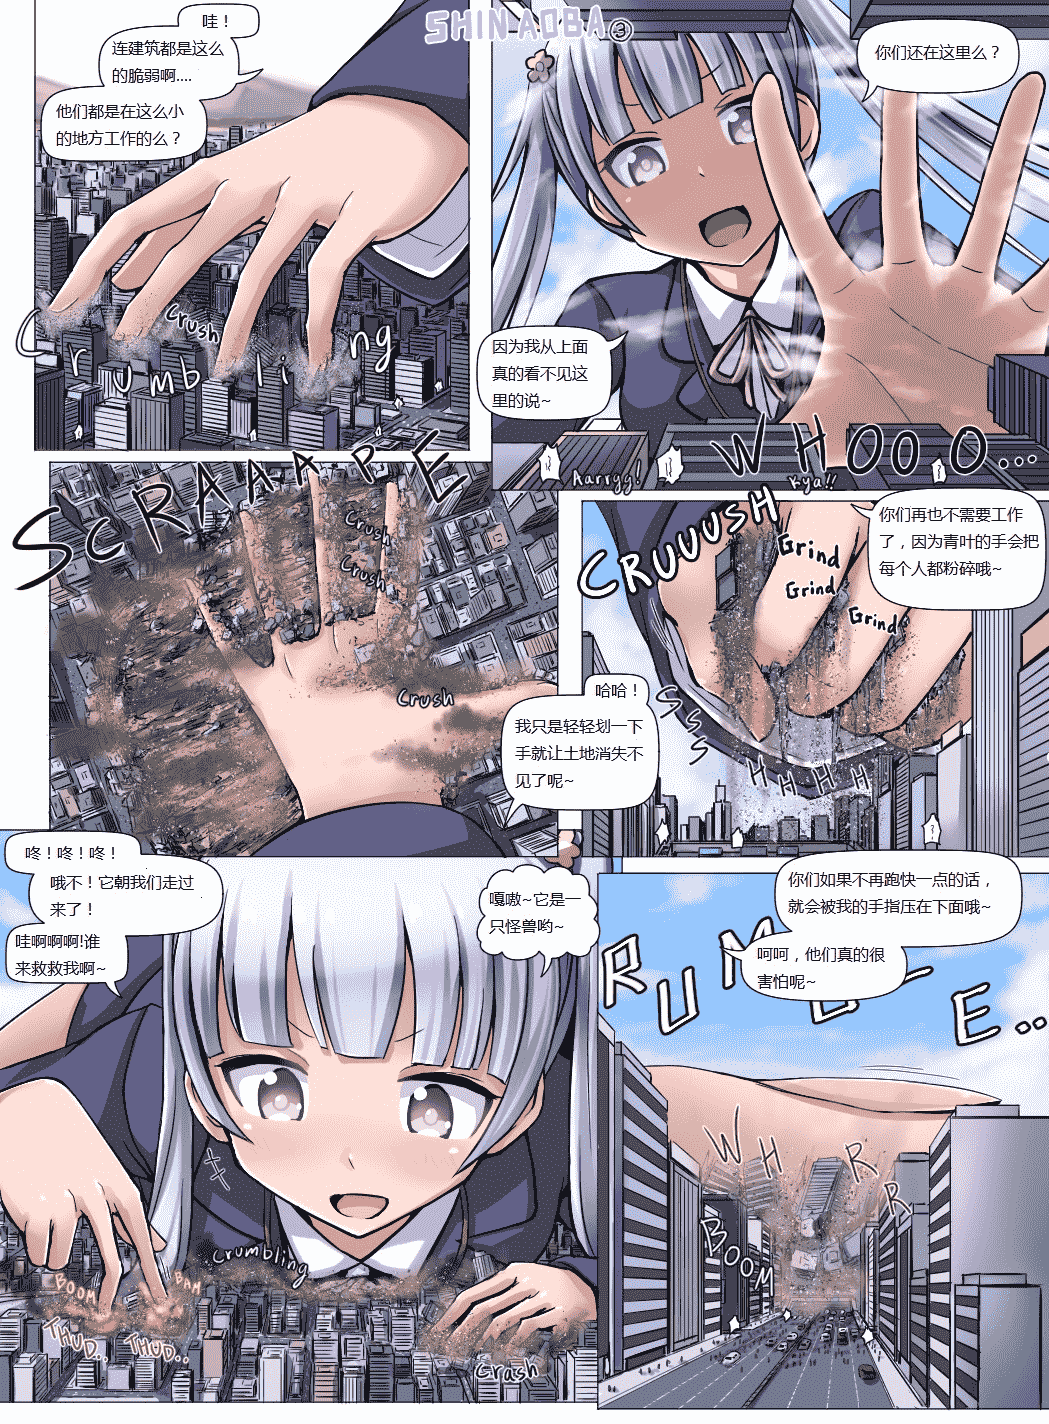 SHIN AOBA ③
哇！
连建筑都是这么
的脆弱啊....
他们都是在这么小
的地方工作的么？
Crush
Crumbling
你们还在这里么？
因为我从上面
真的看不见这
里的说~
WHOOO...
Aarrgg!
Kya!!
SCRAAAPE
Crush
Crush
Crush
哈哈！
我只是轻轻划一下
手就让土地消失不
见了呢~
CRUUUSH
Grind
Grind
Grind
你们再也不需要工作
了，因为青叶的手会把
每个人都粉碎哦~
SSS
HHHH
咚！咚！咚！
哦不！它朝我们走过
来了！
哇啊啊啊!谁
来救救我啊~
嘎嗷~它是一
只怪兽哟~
Crumbling
BOOM
BAM
THUD..
THUD..
Crash
你们如果不再跑快一点的话，
就会被我的手指压在下面哦~
呵呵，他们真的很
害怕呢~
WHRR
BOOM